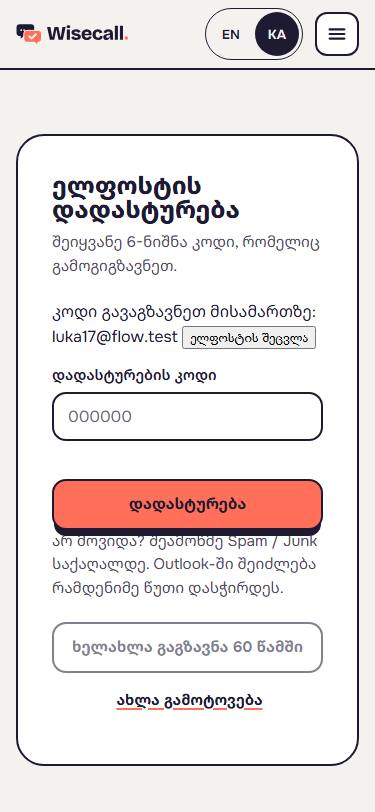 Wisecall.
EN
KA
ელფოსტის
დადასტურება
შეიყვანე 6-ნიშნა კოდი, რომელიც
გამოგიგზავნეთ.
კოდი გავაგზავნეთ მისამართზე:
luka17@flow.test ელფოსტის შეცვლა
დადასტურების კოდი
000000
დადასტურება
არ მოვიდა? შეამოწმე Spam / Junk
საქაღალდე. Outlook-ში შეიძლება
რამდენიმე წუთი დასჭირდეს.
ხელახლა გაგზავნა 60 წამში
ახლა გამოტოვება